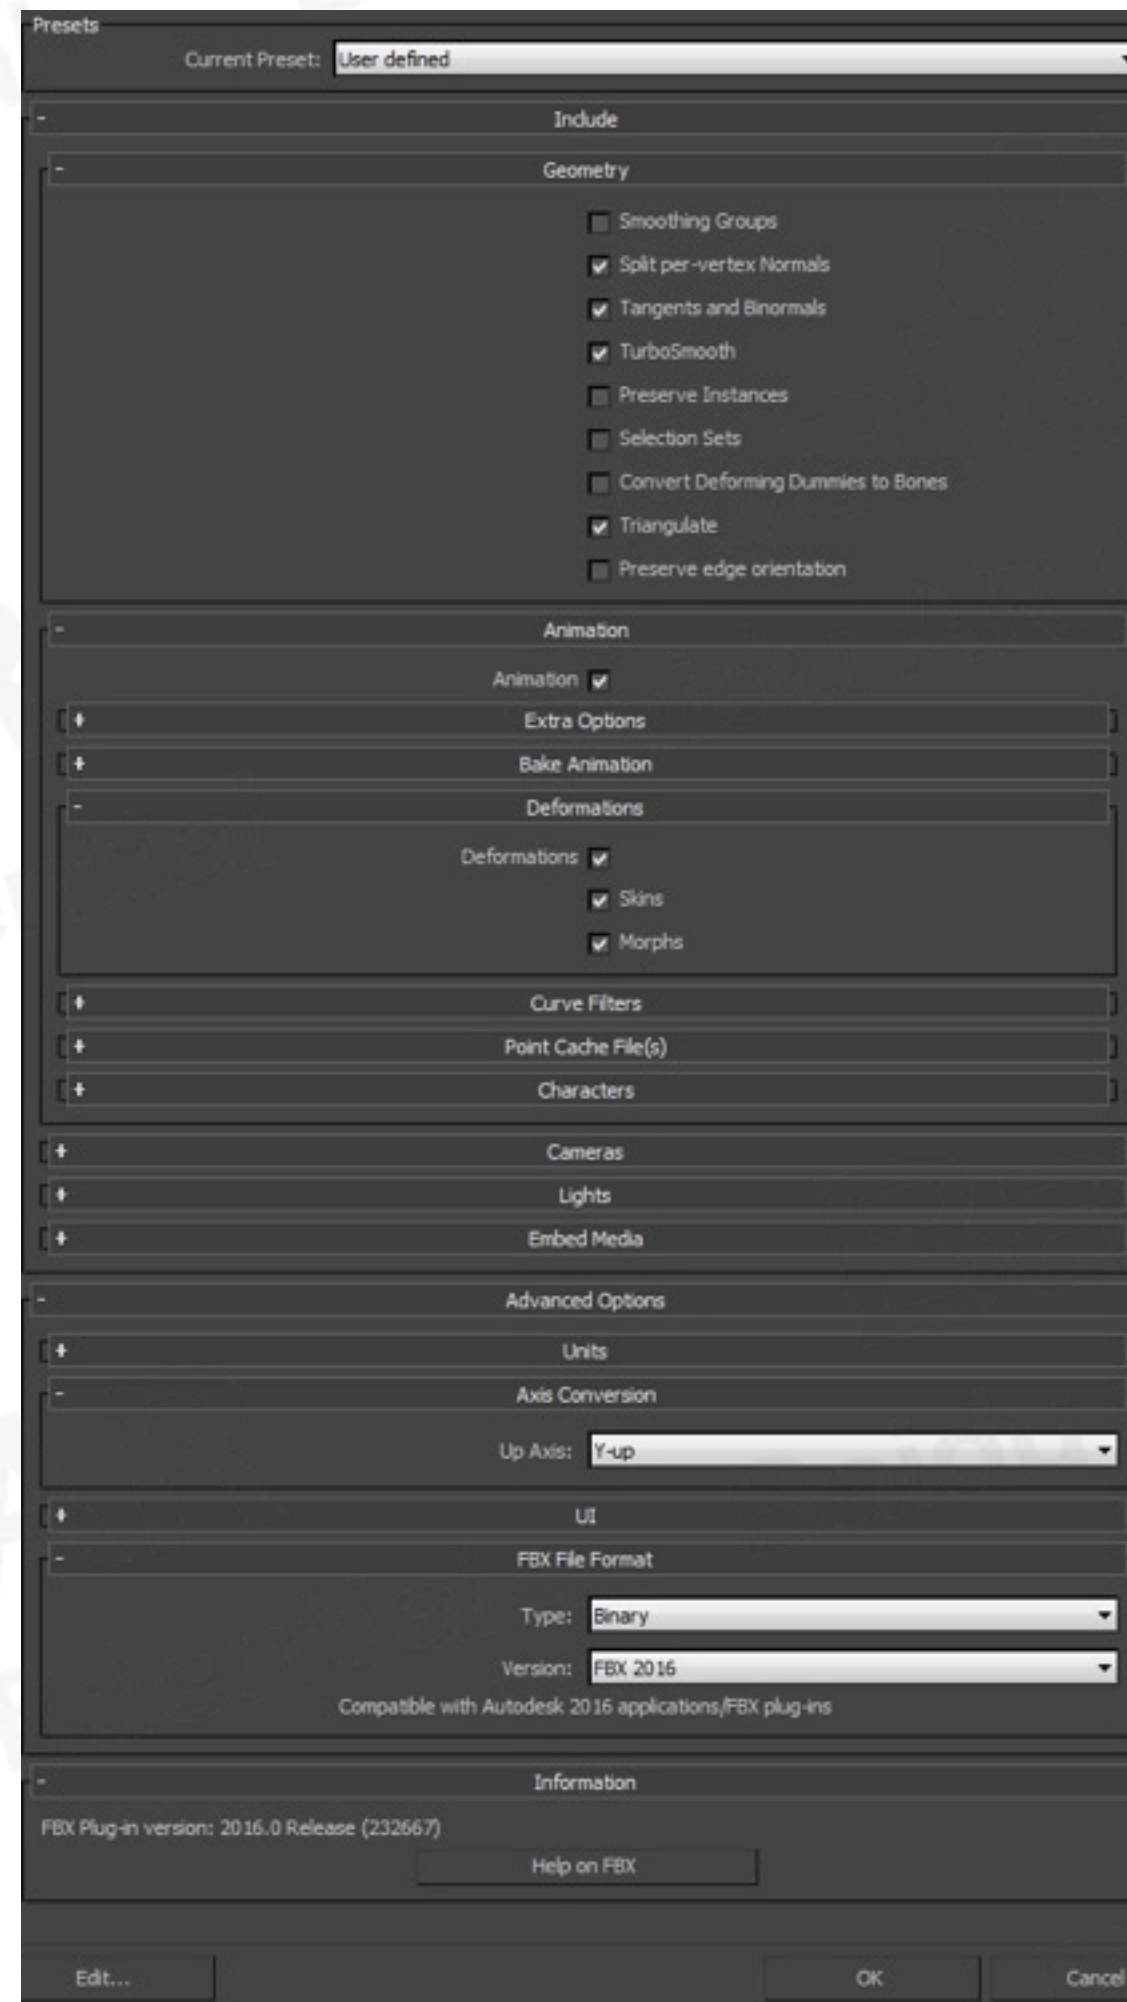 Presets
Current Preset: User defined
- Include
- Geometry
Smoothing Groups
Split per-vertex Normals
Tangents and Binormals
TurboSmooth
Preserve Instances
Selection Sets
Convert Deforming Dummies to Bones
Triangulate
Preserve edge orientation
- Animation
Animation
+ Extra Options
+ Bake Animation
- Deformations
Deformations
Skins
Morphs
+ Curve Filters
+ Point Cache File(s)
+ Characters
+ Cameras
+ Lights
+ Embed Media
- Advanced Options
+ Units
- Axis Conversion
Up Axis: Y-up
+ UI
- FBX File Format
Type: Binary
Version: FBX 2016
Compatible with Autodesk 2016 applications/FBX plug-ins
- Information
FBX Plug-in version: 2016.0 Release (232667)
Help on FBX
Edit... OK Cancel